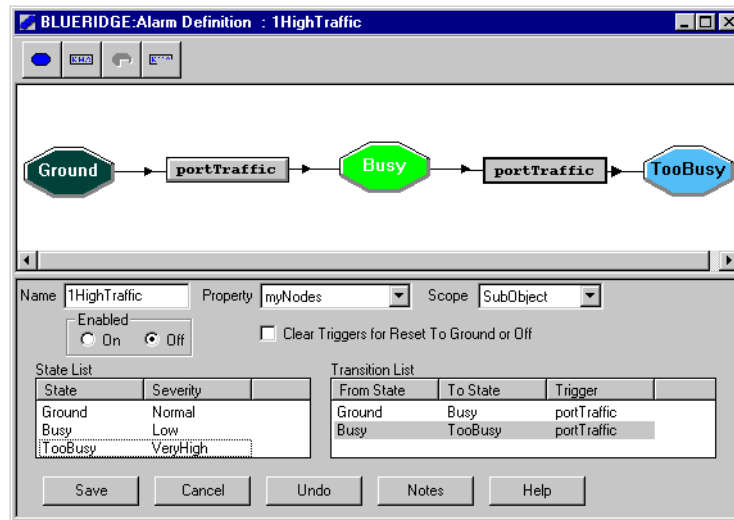 BLUERIDGE:Alarm Definition : 1HighTraffic
Ground portTraffic Busy portTraffic TooBusy
Name 1HighTraffic Property myNodes Scope SubObject
Enabled
On Off Clear Triggers for Reset To Ground or Off
State List Transition List
State Severity From State To State Trigger
Ground Normal Ground Busy portTraffic
Busy Low Busy TooBusy portTraffic
TooBusy VeryHigh
Save Cancel Undo Notes Help